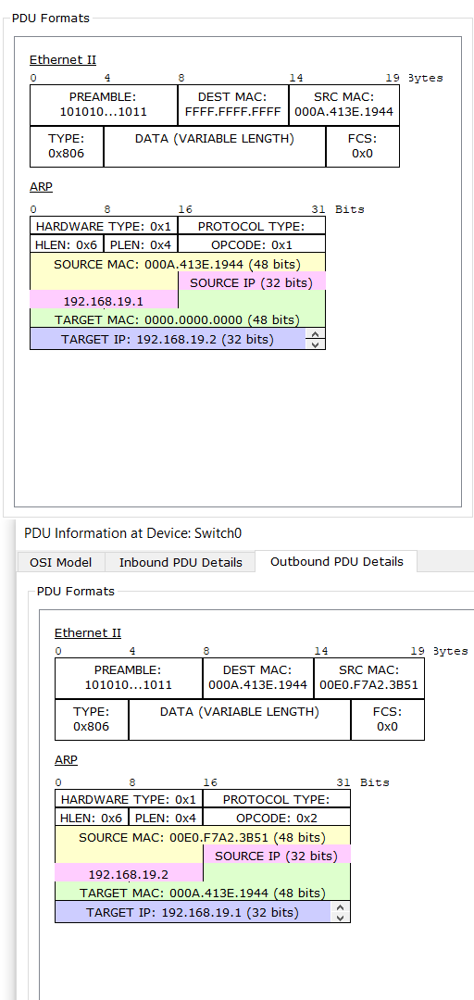 PDU Formats
Ethernet II
0 4 8 14 19 Bytes
PREAMBLE: DEST MAC: SRC MAC:
101010...1011 FFFF.FFFF.FFFF 000A.413E.1944
TYPE: DATA (VARIABLE LENGTH) FCS:
0x806 0x0
ARP
0 8 16 31 Bits
HARDWARE TYPE: 0x1 PROTOCOL TYPE:
HLEN: 0x6 PLEN: 0x4 OPCODE: 0x1
SOURCE MAC: 000A.413E.1944 (48 bits)
SOURCE IP (32 bits)
192.168.19.1
TARGET MAC: 0000.0000.0000 (48 bits)
TARGET IP: 192.168.19.2 (32 bits)
PDU Information at Device: Switch0
OSI Model Inbound PDU Details Outbound PDU Details
PDU Formats
Ethernet II
0 4 8 14 19 Bytes
PREAMBLE: DEST MAC: SRC MAC:
101010...1011 000A.413E.1944 00E0.F7A2.3B51
TYPE: DATA (VARIABLE LENGTH) FCS:
0x806 0x0
ARP
0 8 16 31 Bits
HARDWARE TYPE: 0x1 PROTOCOL TYPE:
HLEN: 0x6 PLEN: 0x4 OPCODE: 0x2
SOURCE MAC: 00E0.F7A2.3B51 (48 bits)
SOURCE IP (32 bits)
192.168.19.2
TARGET MAC: 000A.413E.1944 (48 bits)
TARGET IP: 192.168.19.1 (32 bits)